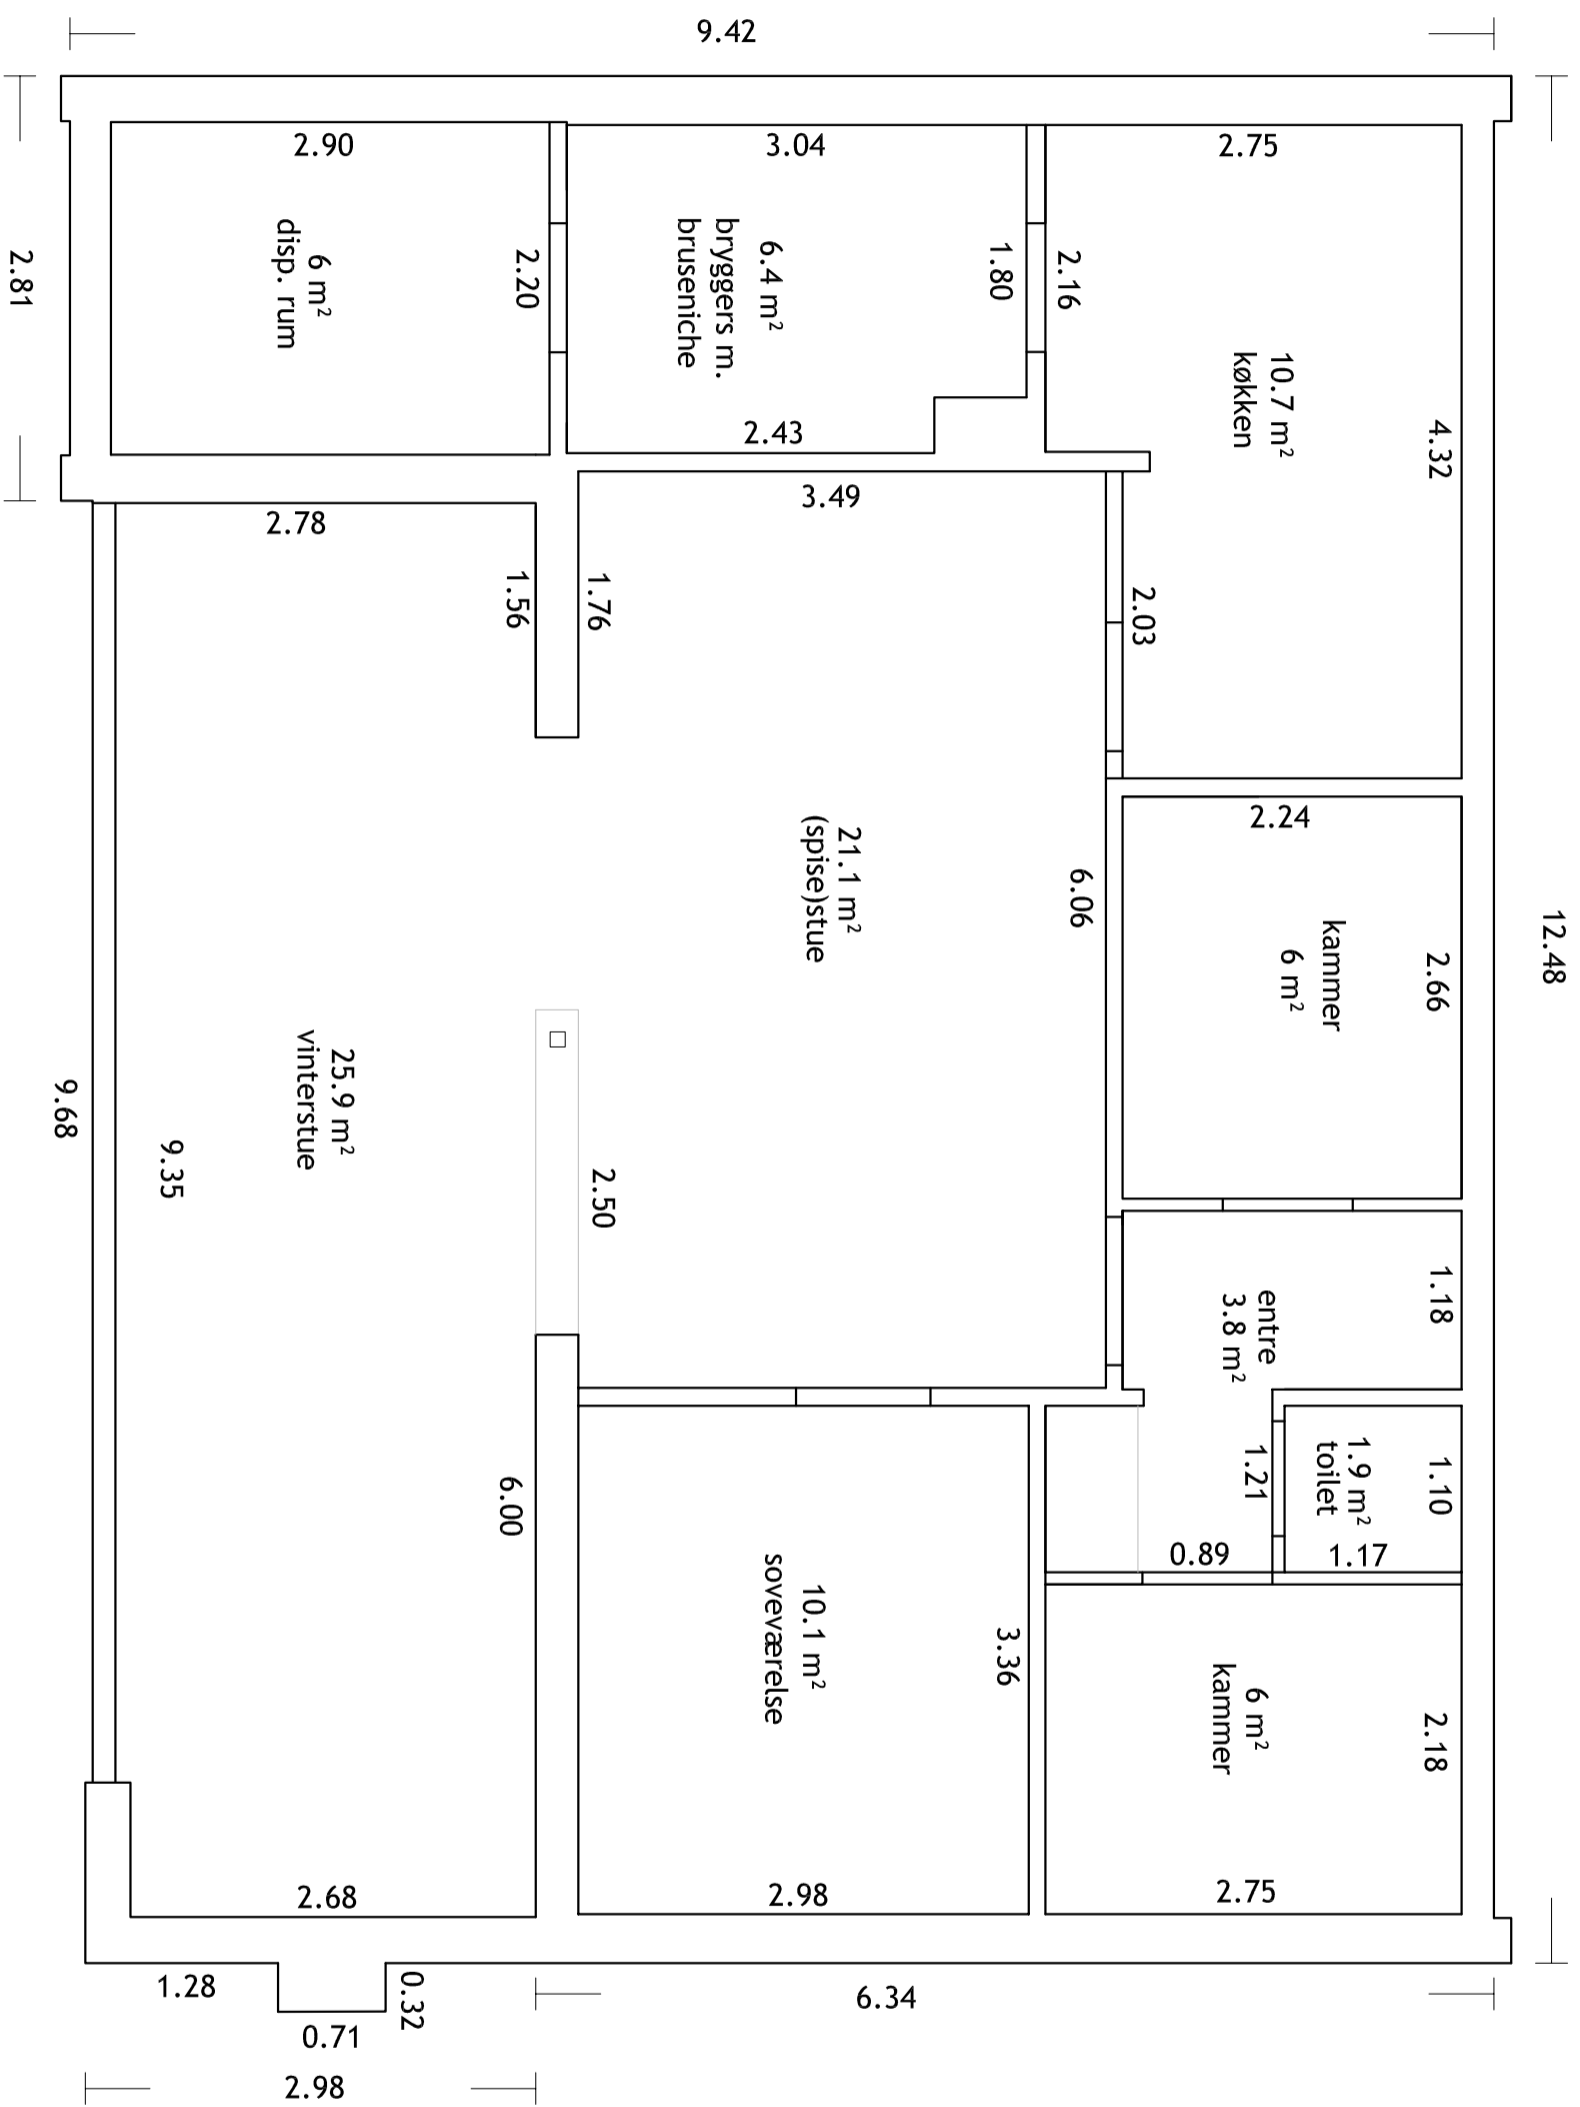 9.42
2.90
3.04
2.75
2.81
6 m²
disp. rum
2.20
6.4 m²
bryggers m.
bruseniche
1.80
2.16
10.7 m²
køkken
4.32
2.43
2.78
3.49
1.56
1.76
2.03
2.24
21.1 m²
(spise)stue
6.06
kammer
6 m²
2.66
12.48
25.9 m²
vinterstue
9.68
9.35
2.50
entre
3.8 m²
1.18
1.9 m²
toilet
1.10
1.21
0.89
1.17
6.00
10.1 m²
soveværelse
3.36
6 m²
kammer
2.18
2.68
2.98
2.75
1.28
0.32
0.71
6.34
2.98